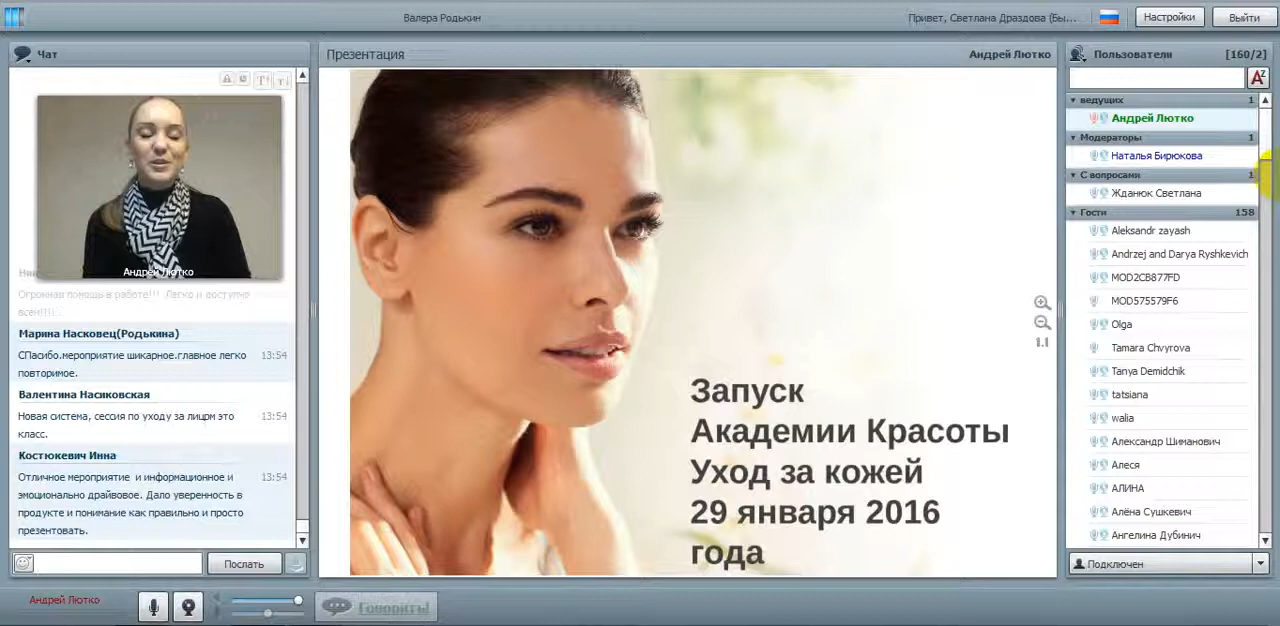 Валера Родькин
Привет, Светлана Драздова (Бы...
Настройки
Выйти
Чат
Андрей Лютко
Огромная помощь в работе!!! Легко и доступно
всем!!!!
Марина Насковец(Родькина)
СПасибо.мероприятие шикарное.главное легко 13:54
повторимое.
Валентина Насиковская
Новая система, сессия по уходу за лицрм это 13:54
класс.
Костюкевич Инна
Отличное мероприятие и информационное и 13:54
эмоционально драйвовое. Дало уверенность в
продукте и понимание как правильно и просто
презентовать.
Послать
Презентация
Андрей Лютко
Запуск
Академии Красоты
Уход за кожей
29 января 2016
года
1.1
Пользователи [160/2]
ведущих 1
Андрей Лютко
Модераторы 1
Наталья Бирюкова
С вопросами 1
Жданюк Светлана
Гости 158
Aleksandr zayash
Andrzej and Darya Ryshkevich
MOD2CB877FD
MOD575579F6
Olga
Tamara Chvyrova
Tanya Demidchik
tatsiana
walia
Александр Шиманович
Алеся
АЛИНА
Алёна Сушкевич
Ангелина Дубинич
Подключен
Андрей Лютко
Говорить!